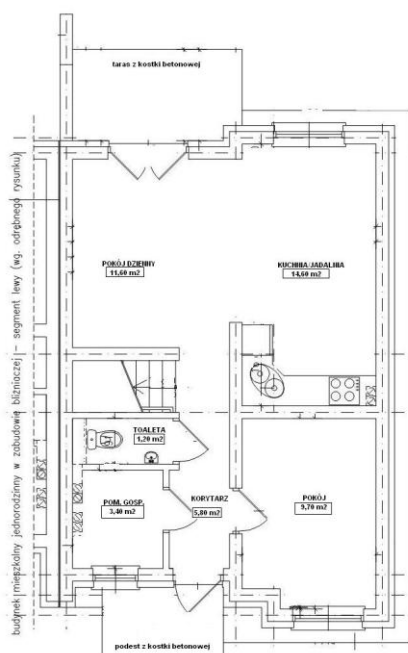 taras z kostki betonowej
POKÓJ DZIENNY
11,60 m2
KUCHNIA/JADALNIA
14,60 m2
TOALETA
1,20 m2
POM. GOSP.
3,40 m2
KORYTARZ
5,80 m2
POKÓJ
9,70 m2
podest z kostki betonowej
budynek mieszkalny jednorodzinny w zobudowie bliźniaczej – segment lewy (wg. odrębnego rysunku)